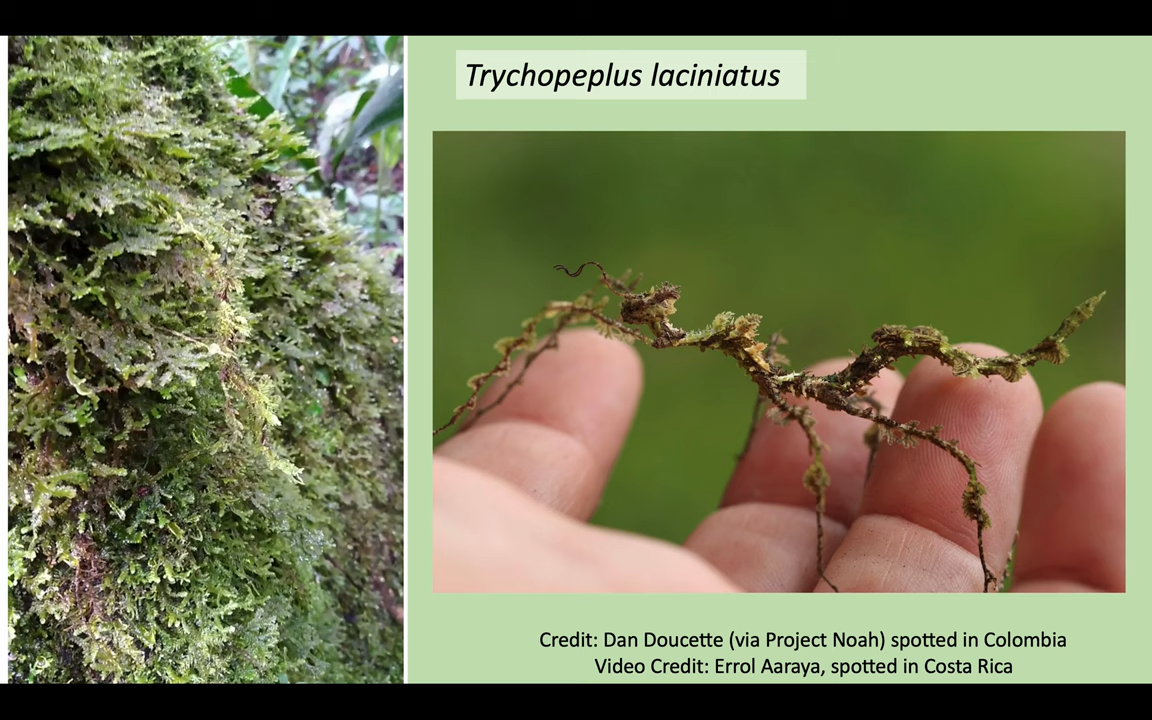 Trychopeplus laciniatus
Credit: Dan Doucette (via Project Noah) spotted in Colombia
Video Credit: Errol Aaraya, spotted in Costa Rica